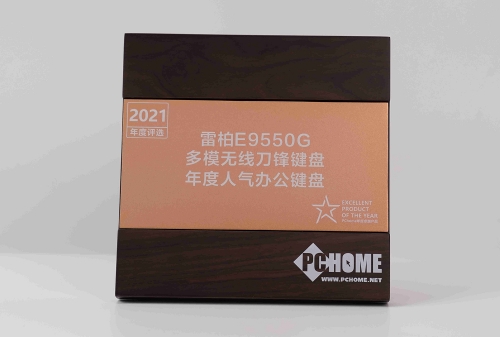 2021
年度评选
雷柏E9550G
多模无线刀锋键盘
年度人气办公键盘
EXCELLENT
PRODUCT
OF THE YEAR
PCHOME
WWW.PCHOME.NET